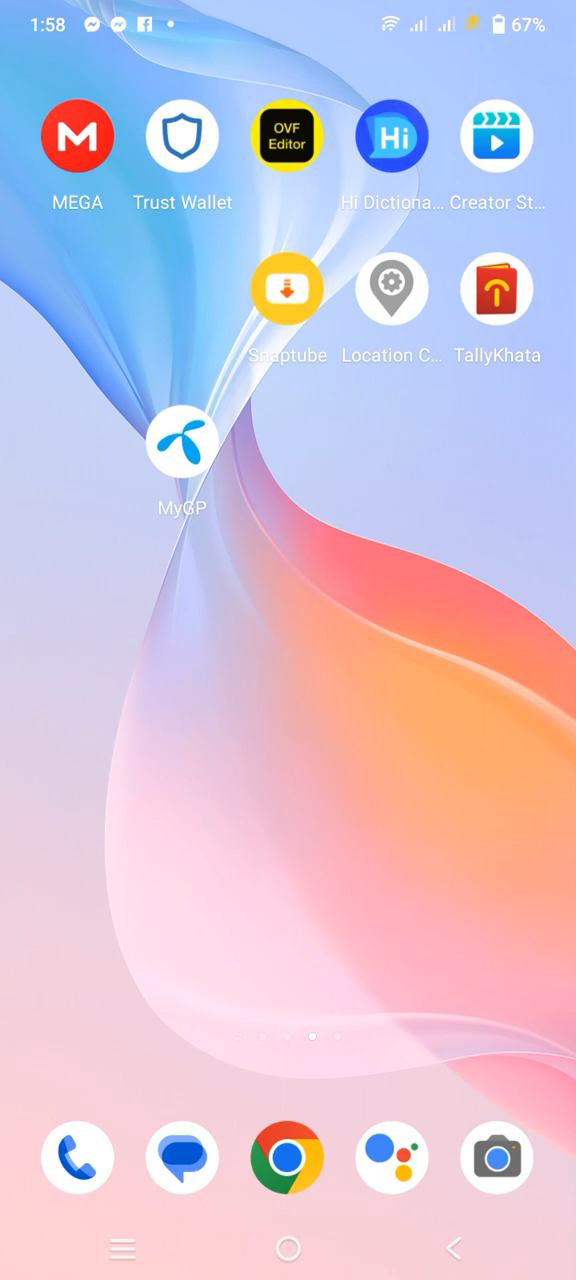 1:58
67%
OVF
Editor
Hi
MEGA
Trust Wallet
Hi Dictiona...
Creator St...
Snaptube
Location C...
TallyKhata
MyGP